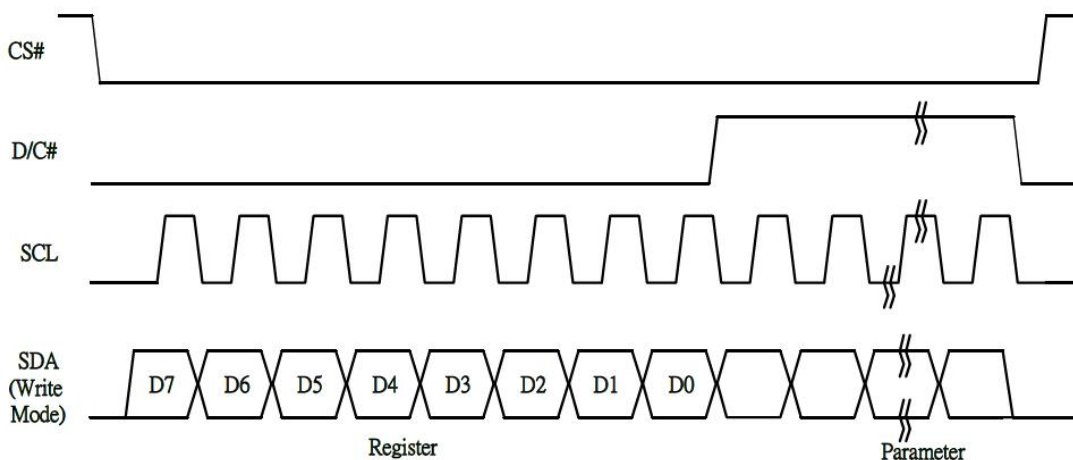 CS#
D/C#
SCL
SDA
(Write
Mode)
D7 D6 D5 D4 D3 D2 D1 D0
Register Parameter